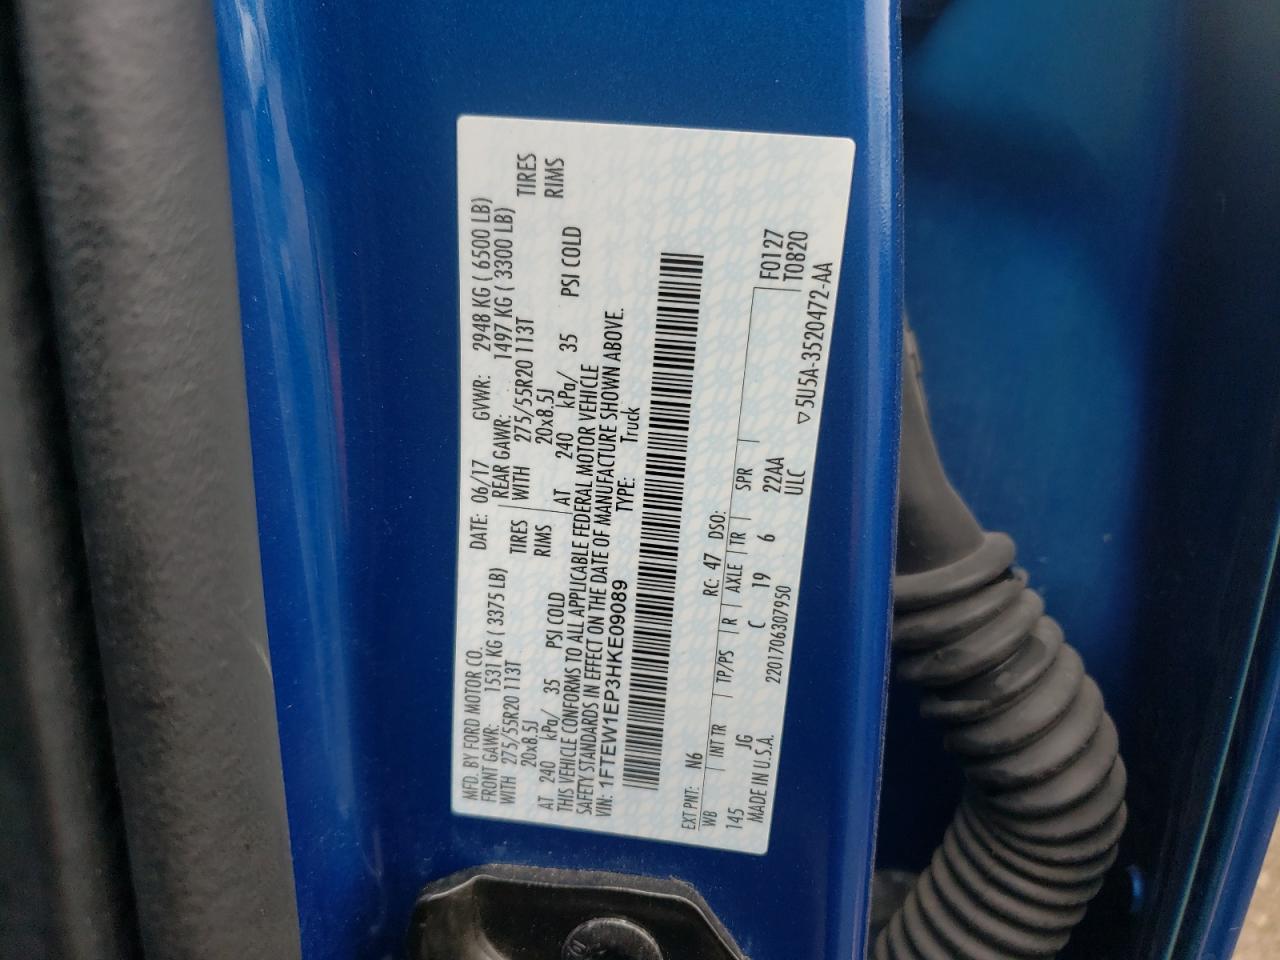 MFD. BY FORD MOTOR CO. DATE: 06/17 GVWR: 2948 KG ( 6500 LB)
FRONT GAWR: 1531 KG ( 3375 LB) REAR GAWR: 1497 KG ( 3300 LB)
WITH 275/55R20 113T TIRES WITH 275/55R20 113T TIRES
20x8.5J RIMS 20x8.5J RIMS
AT 240 kPa/ 35 PSI COLD AT 240 kPa/ 35 PSI COLD
THIS VEHICLE CONFORMS TO ALL APPLICABLE FEDERAL MOTOR VEHICLE
SAFETY STANDARDS IN EFFECT ON THE DATE OF MANUFACTURE SHOWN ABOVE.
VIN: 1FTEW1EP3HKE09089 TYPE: Truck
EXT PNT: N6 RC: 47 DSO:
WB INT TR TP/PS R AXLE TR SPR
145 JG C 19 6 22AA F0127
MADE IN U.S.A. 2201706307950 ULC T0820
▽5U5A-3520472-AA